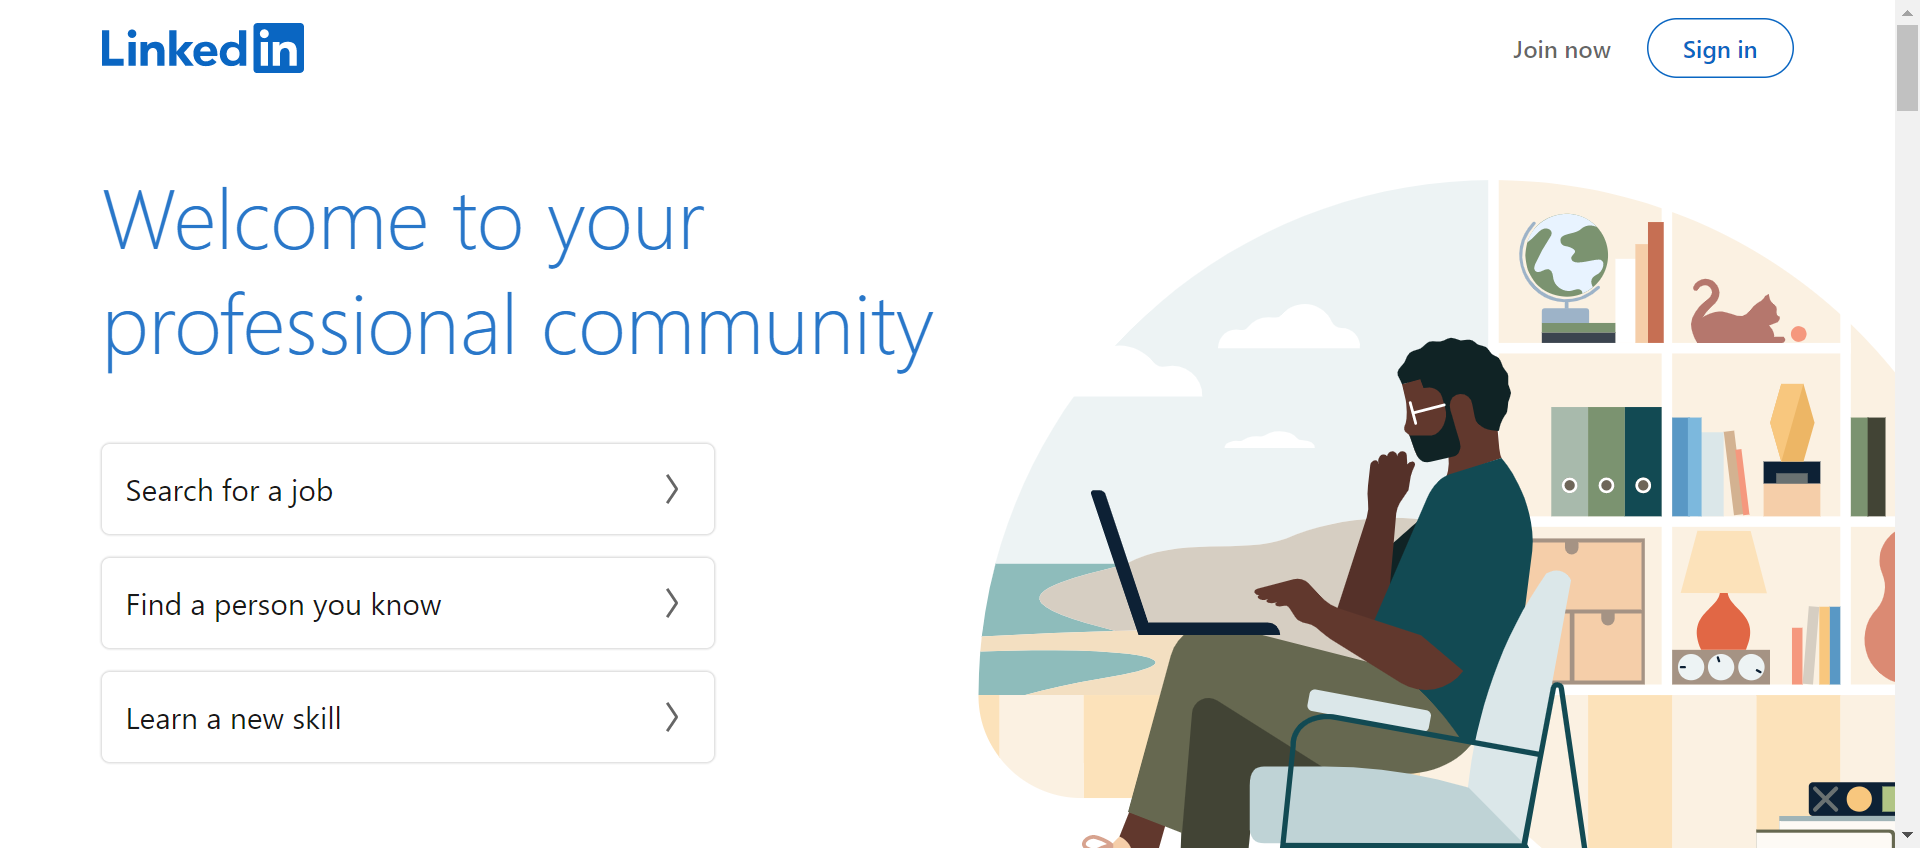 Linkedin
Join now
Sign in
Welcome to your
professional community
Search for a job
Find a person you know
Learn a new skill